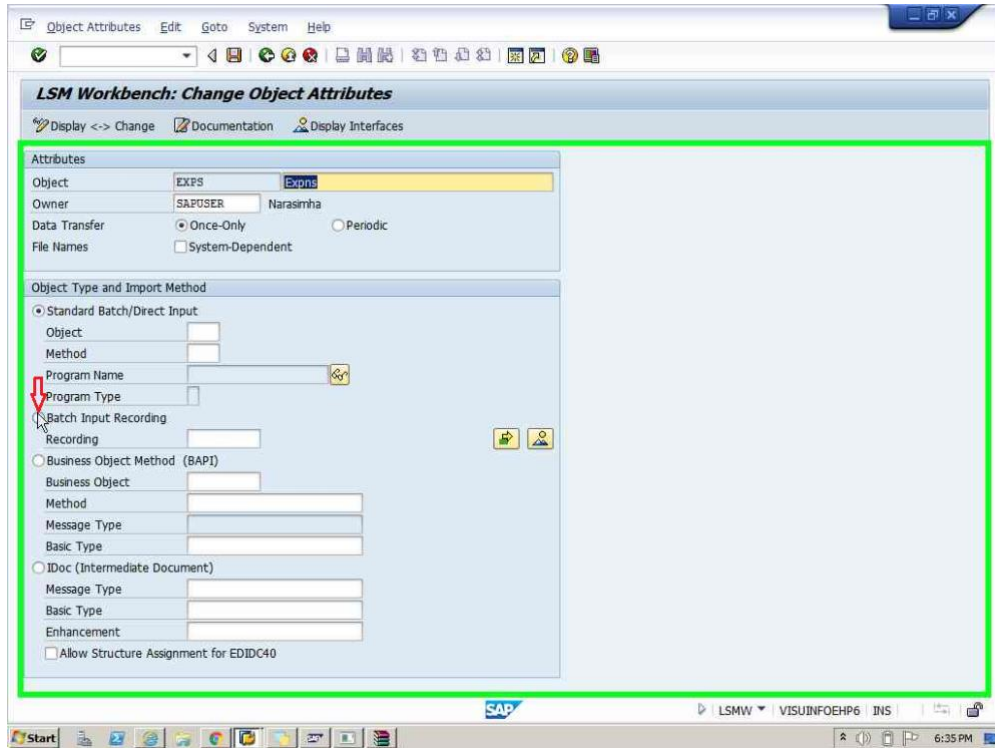 Object Attributes Edit Goto System Help
LSM Workbench: Change Object Attributes
Display <-> Change Documentation Display Interfaces
Attributes
Object EXPS Expns
Owner SAPUSER Narasimha
Data Transfer Once-Only Periodic
File Names System-Dependent
Object Type and Import Method
Standard Batch/Direct Input
Object
Method
Program Name
Program Type
Batch Input Recording
Recording
Business Object Method (BAPI)
Business Object
Method
Message Type
Basic Type
IDoc (Intermediate Document)
Message Type
Basic Type
Enhancement
Allow Structure Assignment for EDIDC40
SAP LSMW VISUINFOEHP6 INS
Start 6:35 PM